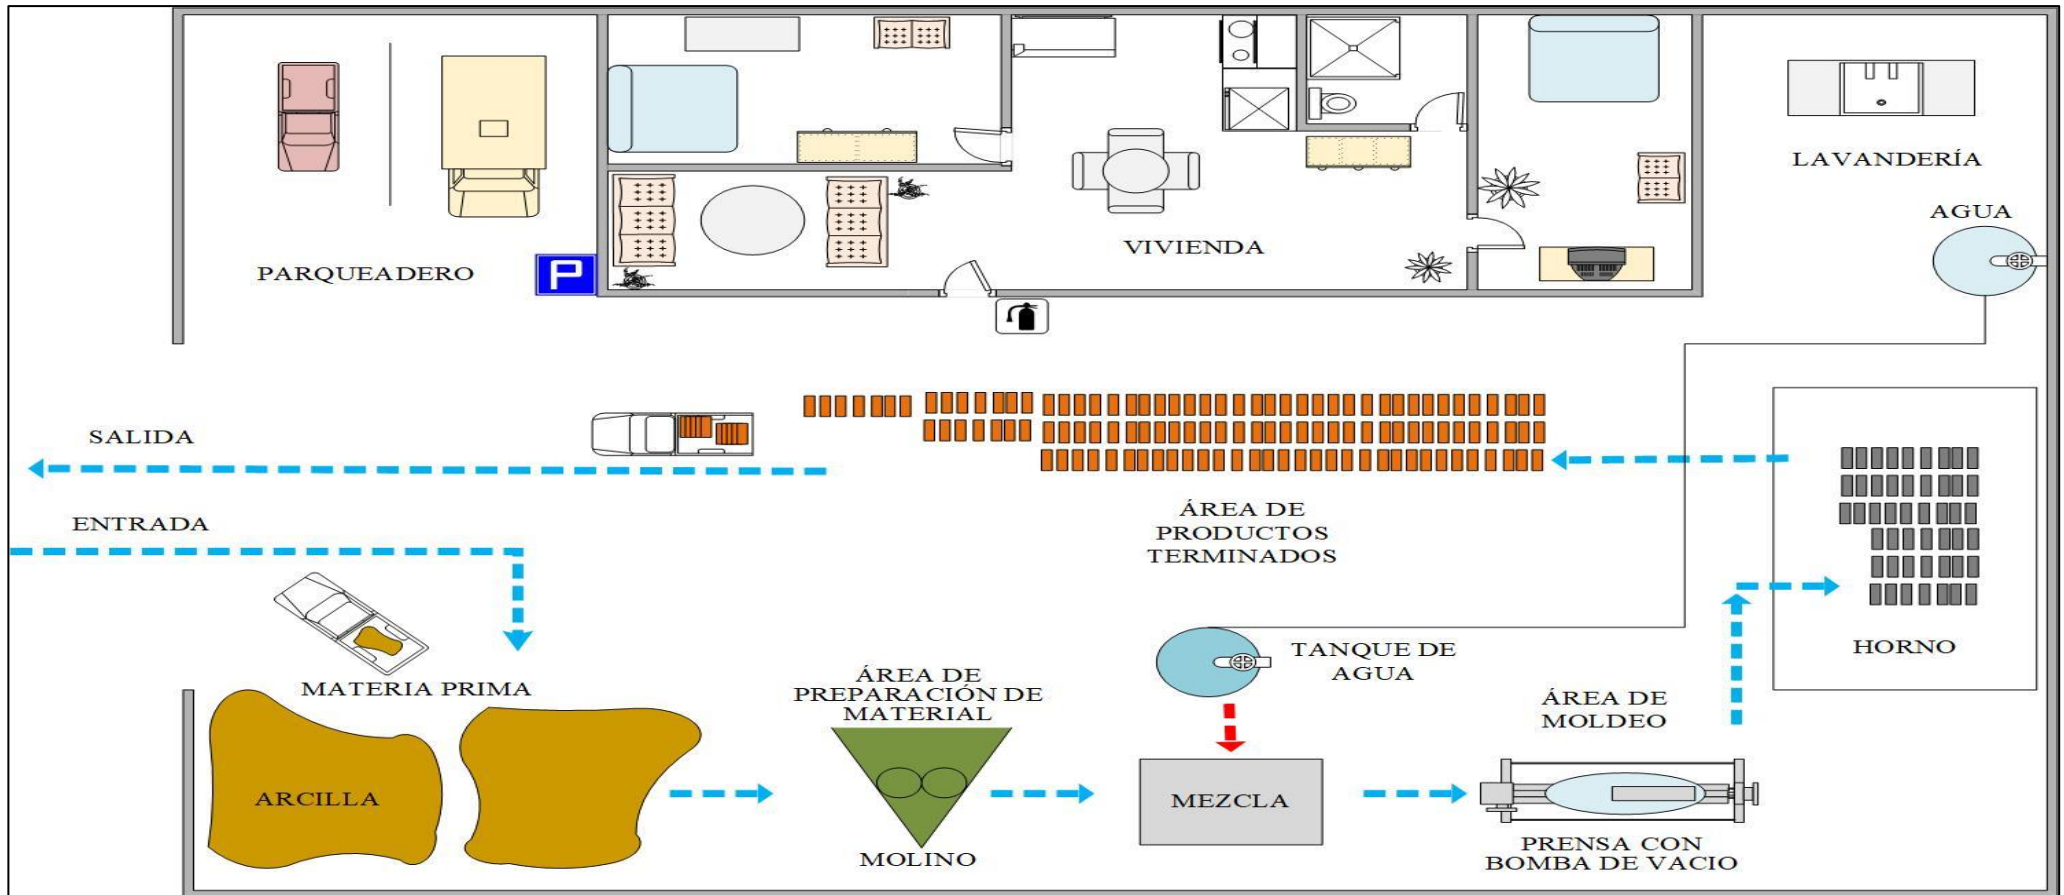 LAVANDERÍA
AGUA
VIVIENDA
PARQUEADERO
P
SALIDA
ENTRADA
ÁREA DE
PRODUCTOS
TERMINADOS
HORNO
TANQUE DE
AGUA
MATERIA PRIMA
ÁREA DE
PREPARACIÓN DE
MATERIAL
ÁREA DE
MOLDEO
ARCILLA
MEZCLA
MOLINO
PRENSA CON
BOMBA DE VACIO